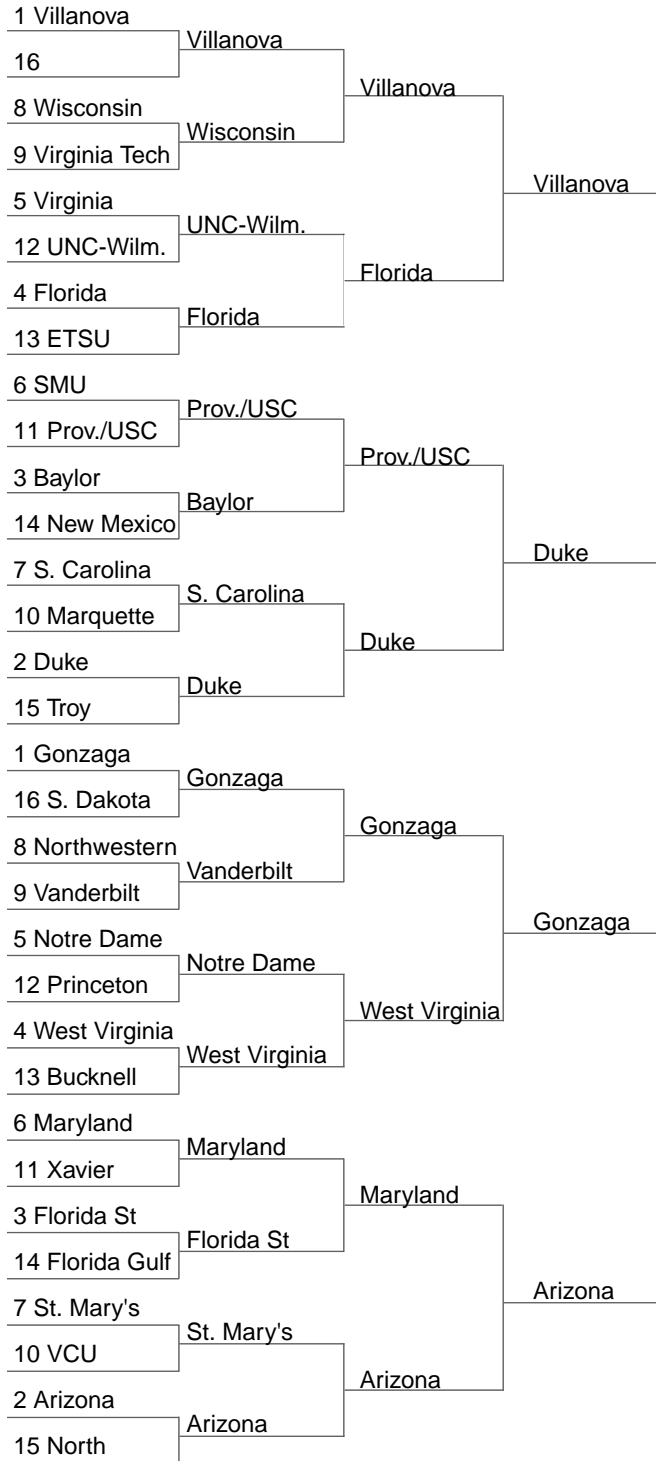 1 Villanova
16
8 Wisconsin
9 Virginia Tech
5 Virginia
12 UNC-Wilm.
4 Florida
13 ETSU
6 SMU
11 Prov./USC
3 Baylor
14 New Mexico
7 S. Carolina
10 Marquette
2 Duke
15 Troy
1 Gonzaga
16 S. Dakota
8 Northwestern
9 Vanderbilt
5 Notre Dame
12 Princeton
4 West Virginia
13 Bucknell
6 Maryland
11 Xavier
3 Florida St
14 Florida Gulf
7 St. Mary's
10 VCU
2 Arizona
15 North
Villanova
Wisconsin
UNC-Wilm.
Florida
Prov./USC
Baylor
S. Carolina
Duke
Gonzaga
Vanderbilt
Notre Dame
West Virginia
Maryland
Florida St
St. Mary's
Arizona
Villanova
Florida
Prov./USC
Duke
Gonzaga
West Virginia
Maryland
Arizona
Villanova
Duke
Gonzaga
Arizona